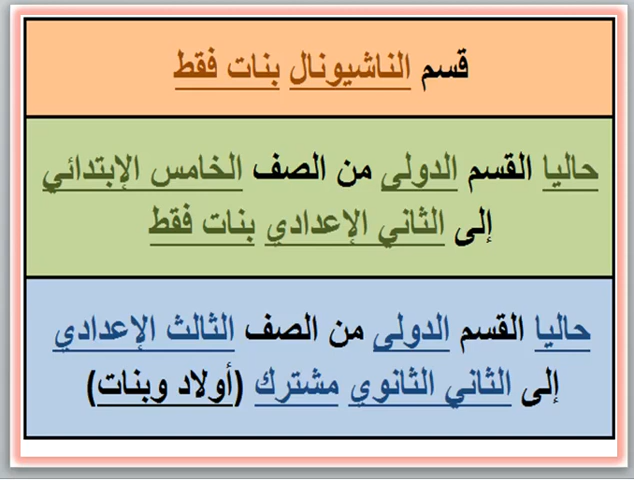 قسم الناشيونال بنات فقط
حاليا القسم الدولى من الصف الخامس الإبتدائي
إلى الثاني الإعدادي بنات فقط
حاليا القسم الدولى من الصف الثالث الإعدادي
إلى الثاني الثانوي مشترك (أولاد وبنات)